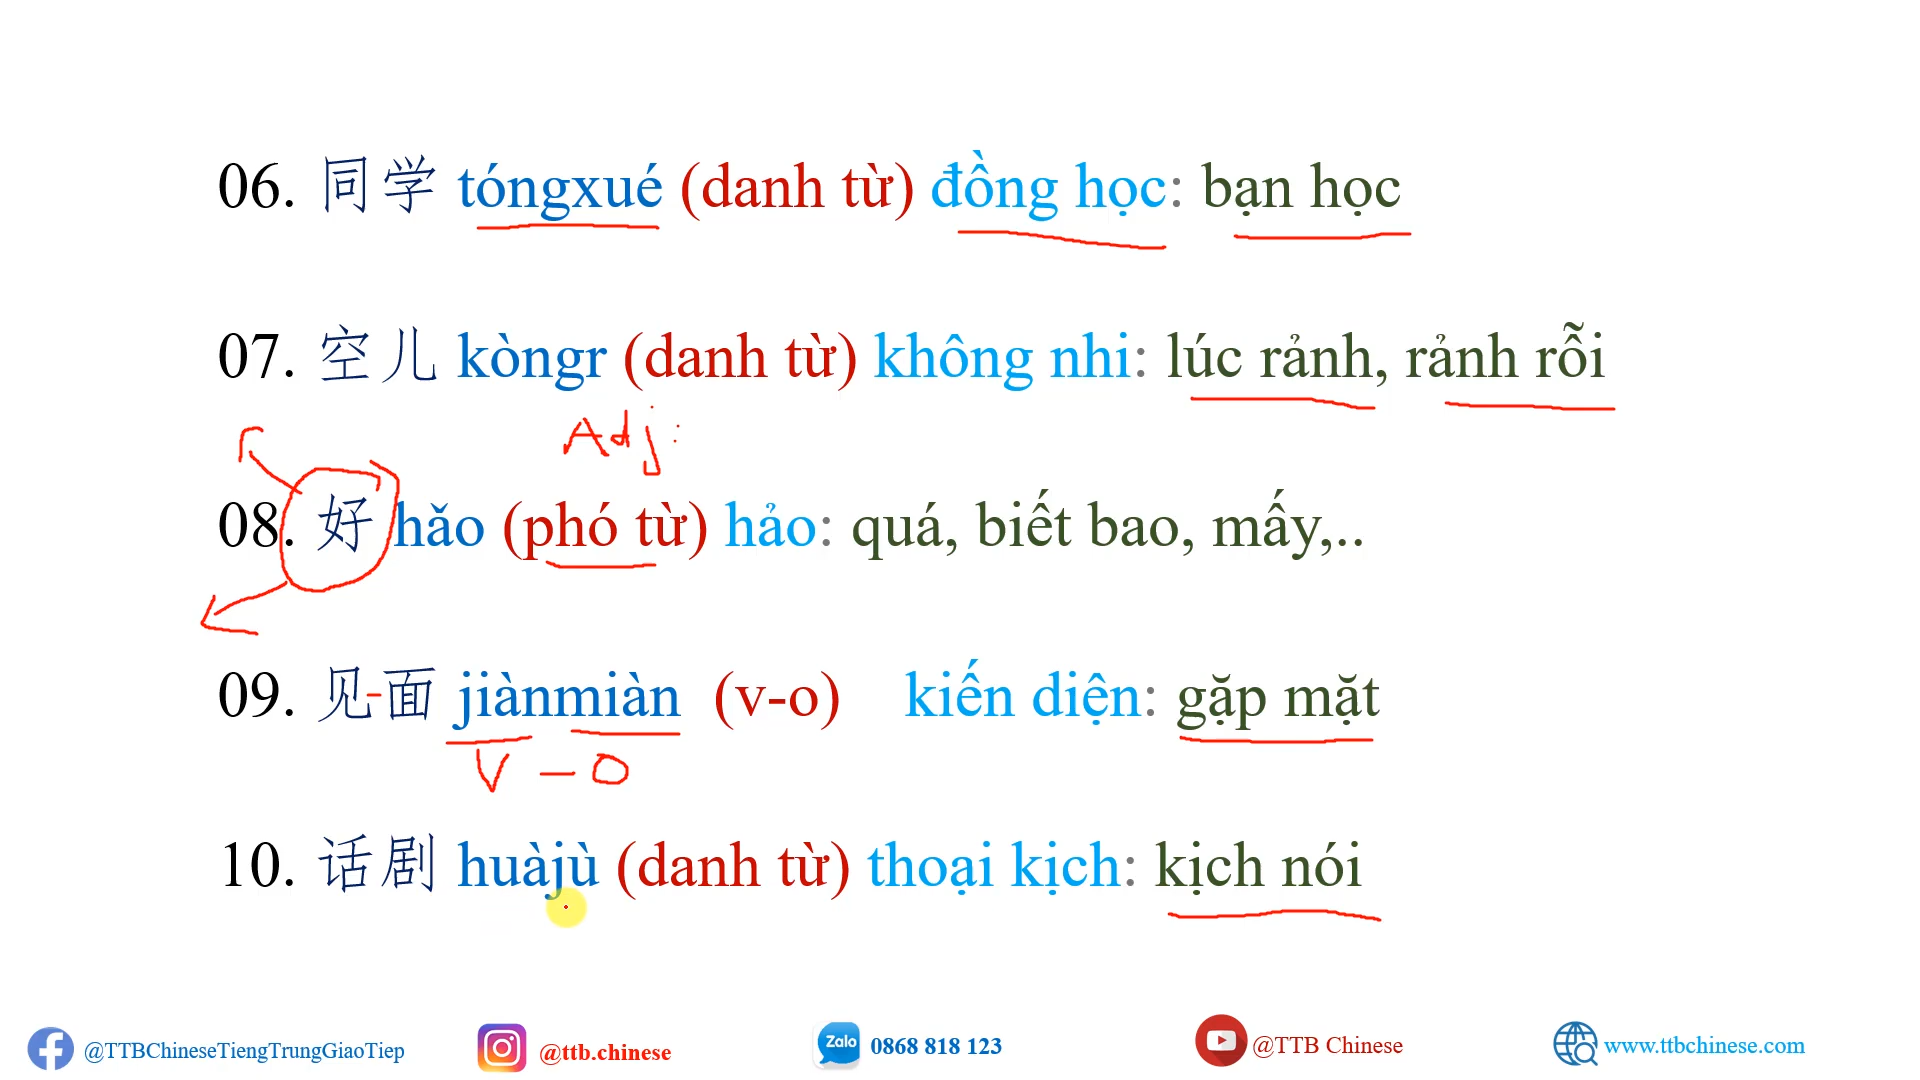 06. 同学 tóngxué (danh từ) đồng học: bạn học
07. 空儿 kòngr (danh từ) không nhi: lúc rảnh, rảnh rỗi
Adj:
08. 好 hǎo (phó từ) hảo: quá, biết bao, mấy,..
09. 见-面 jiànmiàn (v-o) kiến diện: gặp mặt
V – O
10. 话剧 huàjù (danh từ) thoại kịch: kịch nói
@TTBChineseTiengTrungGiaoTiep @ttb.chinese Zalo 0868 818 123 @TTB Chinese www.ttbchinese.com